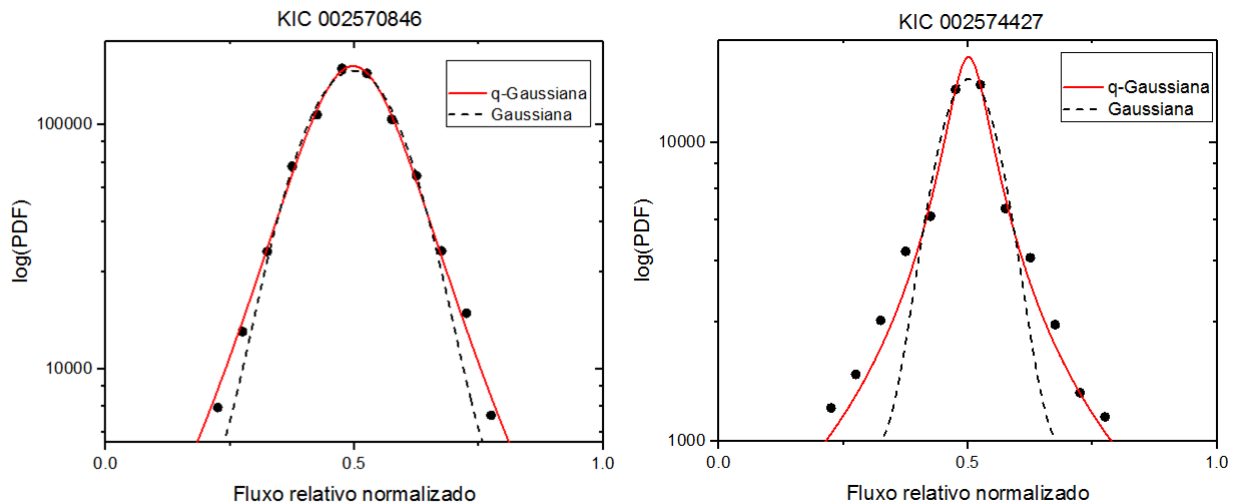 KIC 002570846
q-Gaussiana
Gaussiana
100000
10000
log(PDF)
0.0
0.5
1.0
Fluxo relativo normalizado
KIC 002574427
q-Gaussiana
Gaussiana
10000
1000
log(PDF)
0.0
0.5
1.0
Fluxo relativo normalizado